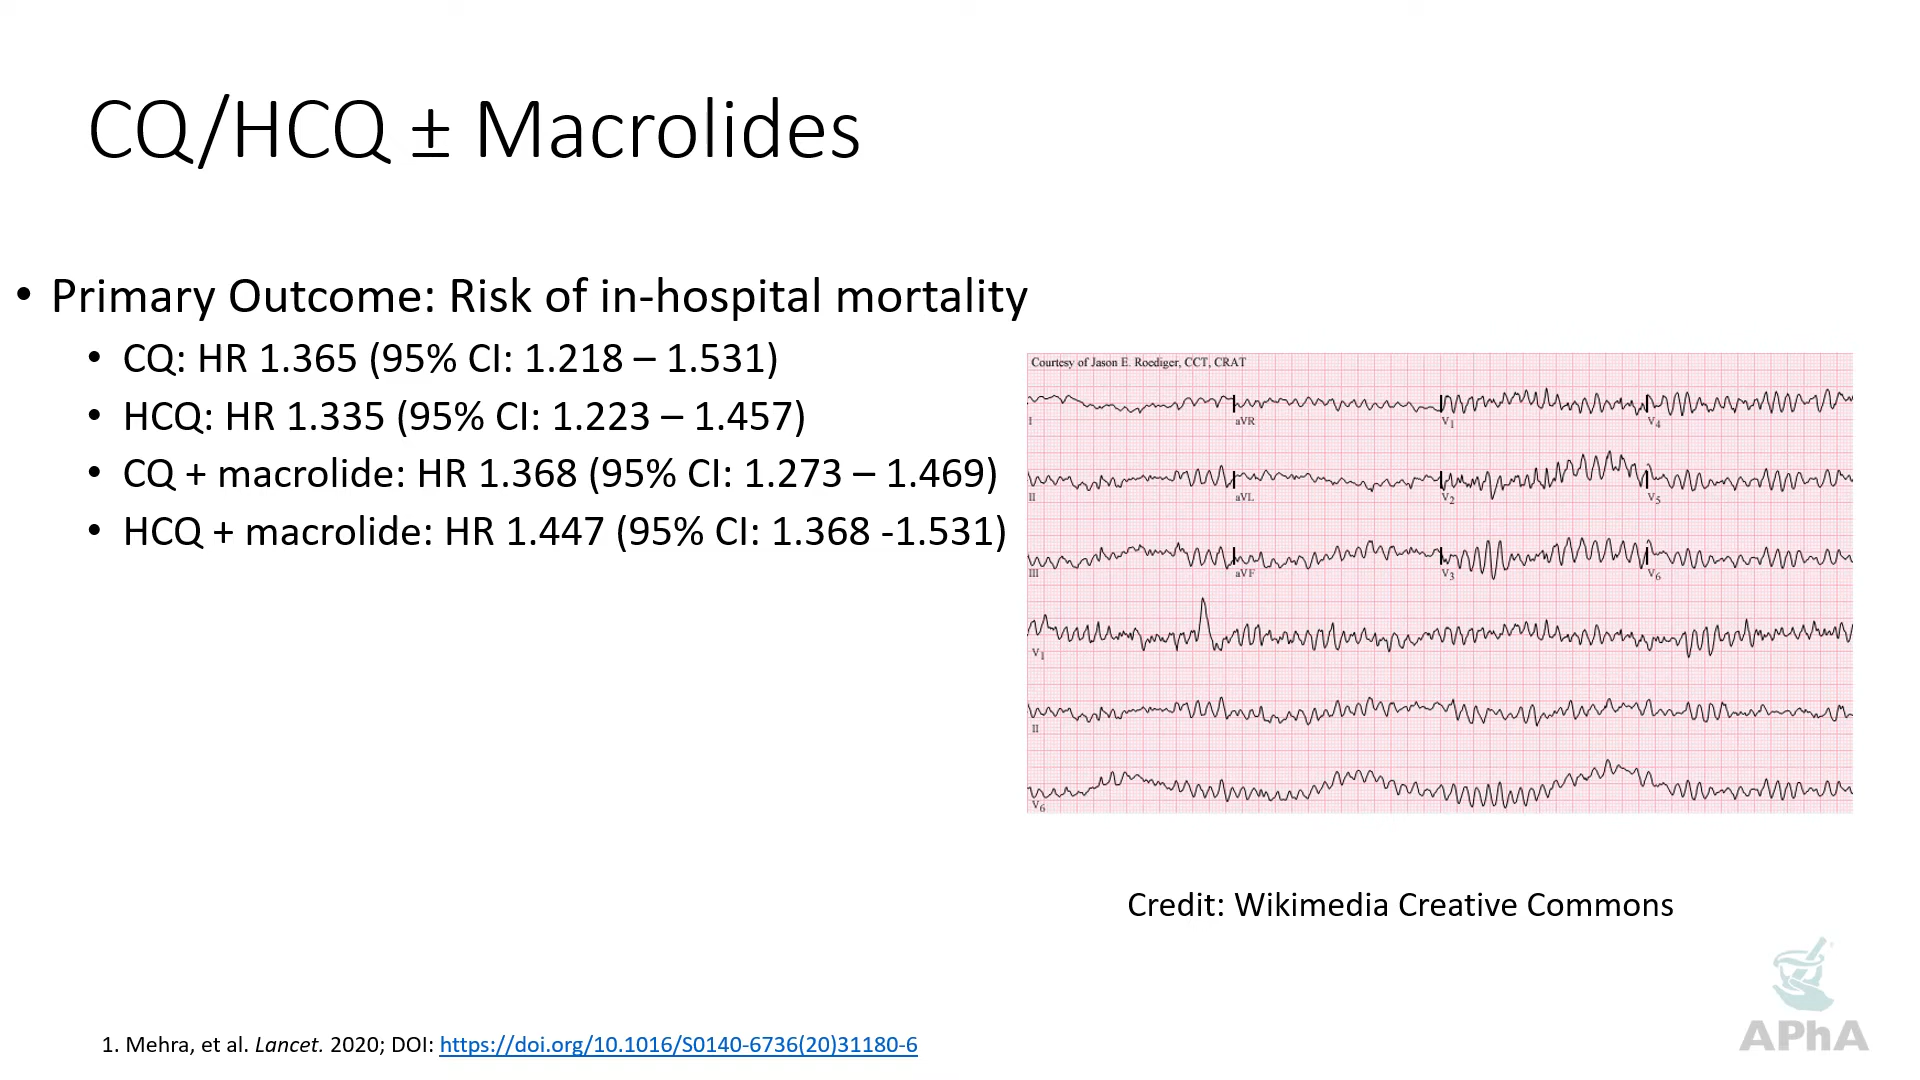 CQ/HCQ ± Macrolides
• Primary Outcome: Risk of in-hospital mortality
• CQ: HR 1.365 (95% CI: 1.218 – 1.531)
• HCQ: HR 1.335 (95% CI: 1.223 – 1.457)
• CQ + macrolide: HR 1.368 (95% CI: 1.273 – 1.469)
• HCQ + macrolide: HR 1.447 (95% CI: 1.368 -1.531)
Courtesy of Jason E. Roediger, CCT, CRAT
I aVR V1 V4
II aVL V2 V5
III aVF V3 V6
V1
II
V6
Credit: Wikimedia Creative Commons
APhA
1. Mehra, et al. Lancet. 2020; DOI: https://doi.org/10.1016/S0140-6736(20)31180-6